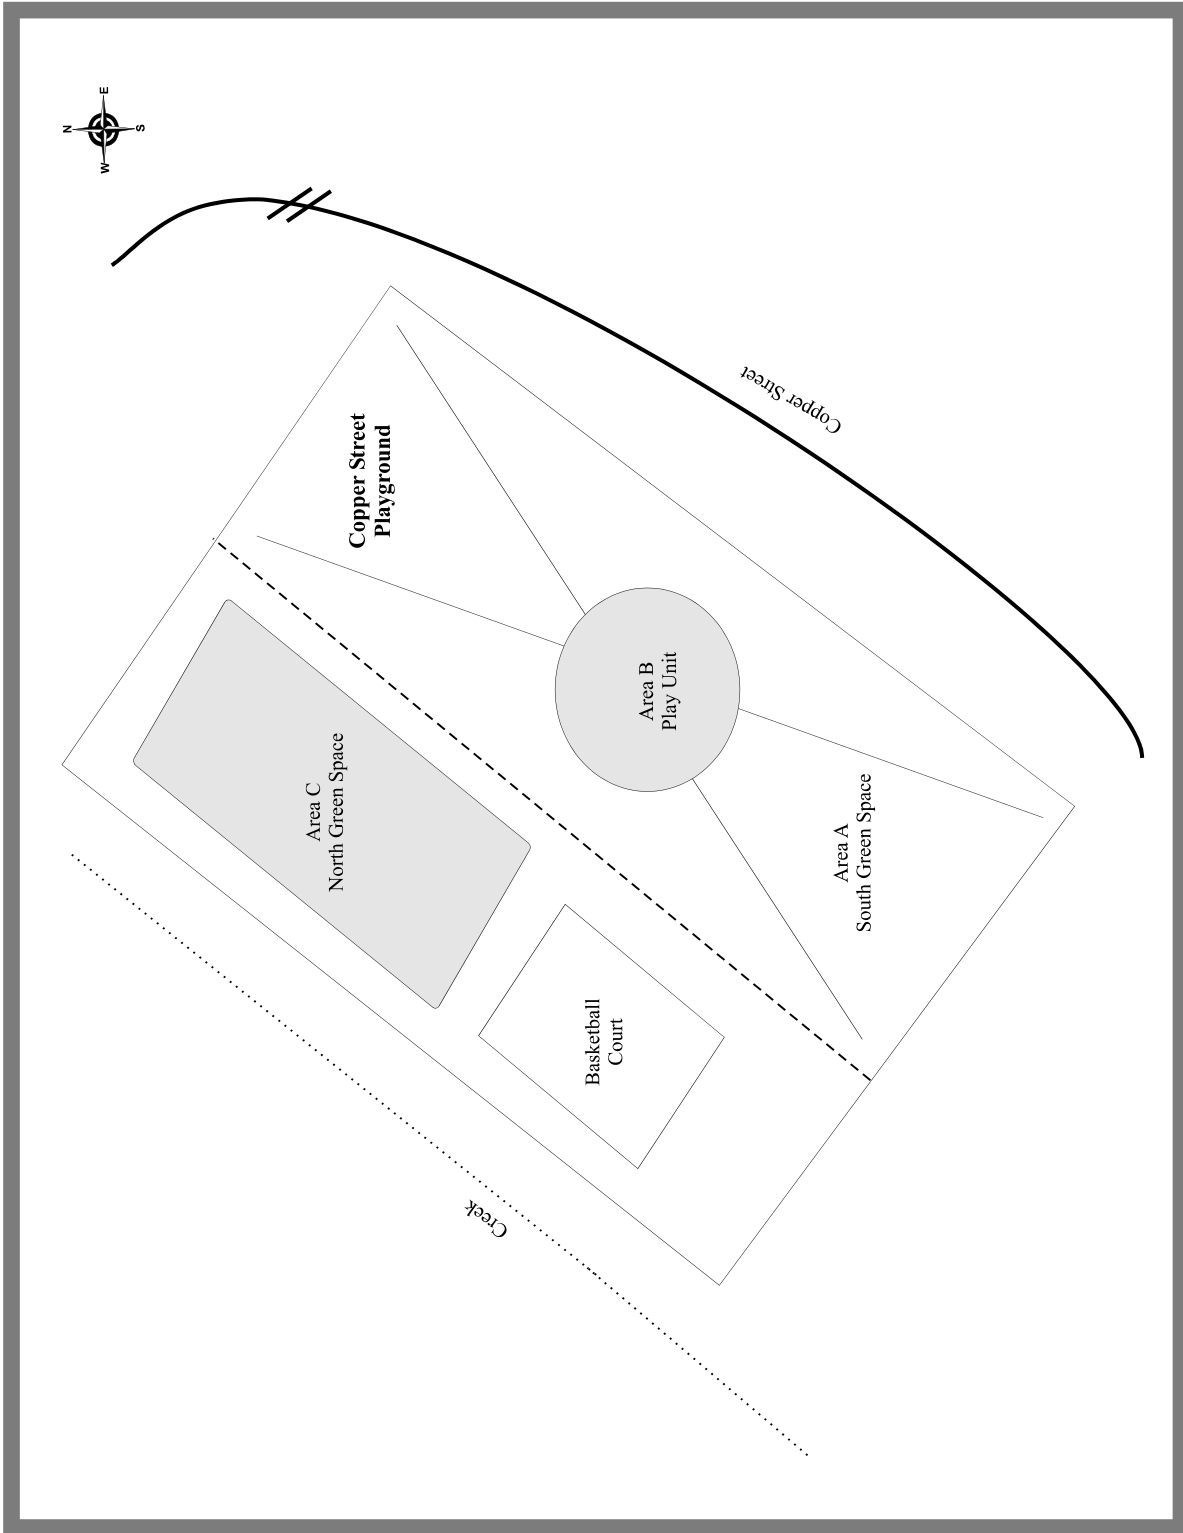 N
E
S
W
Copper Street
Copper Street
Playground
Area B
Play Unit
Area C
North Green Space
Area A
South Green Space
Basketball
Court
Creek